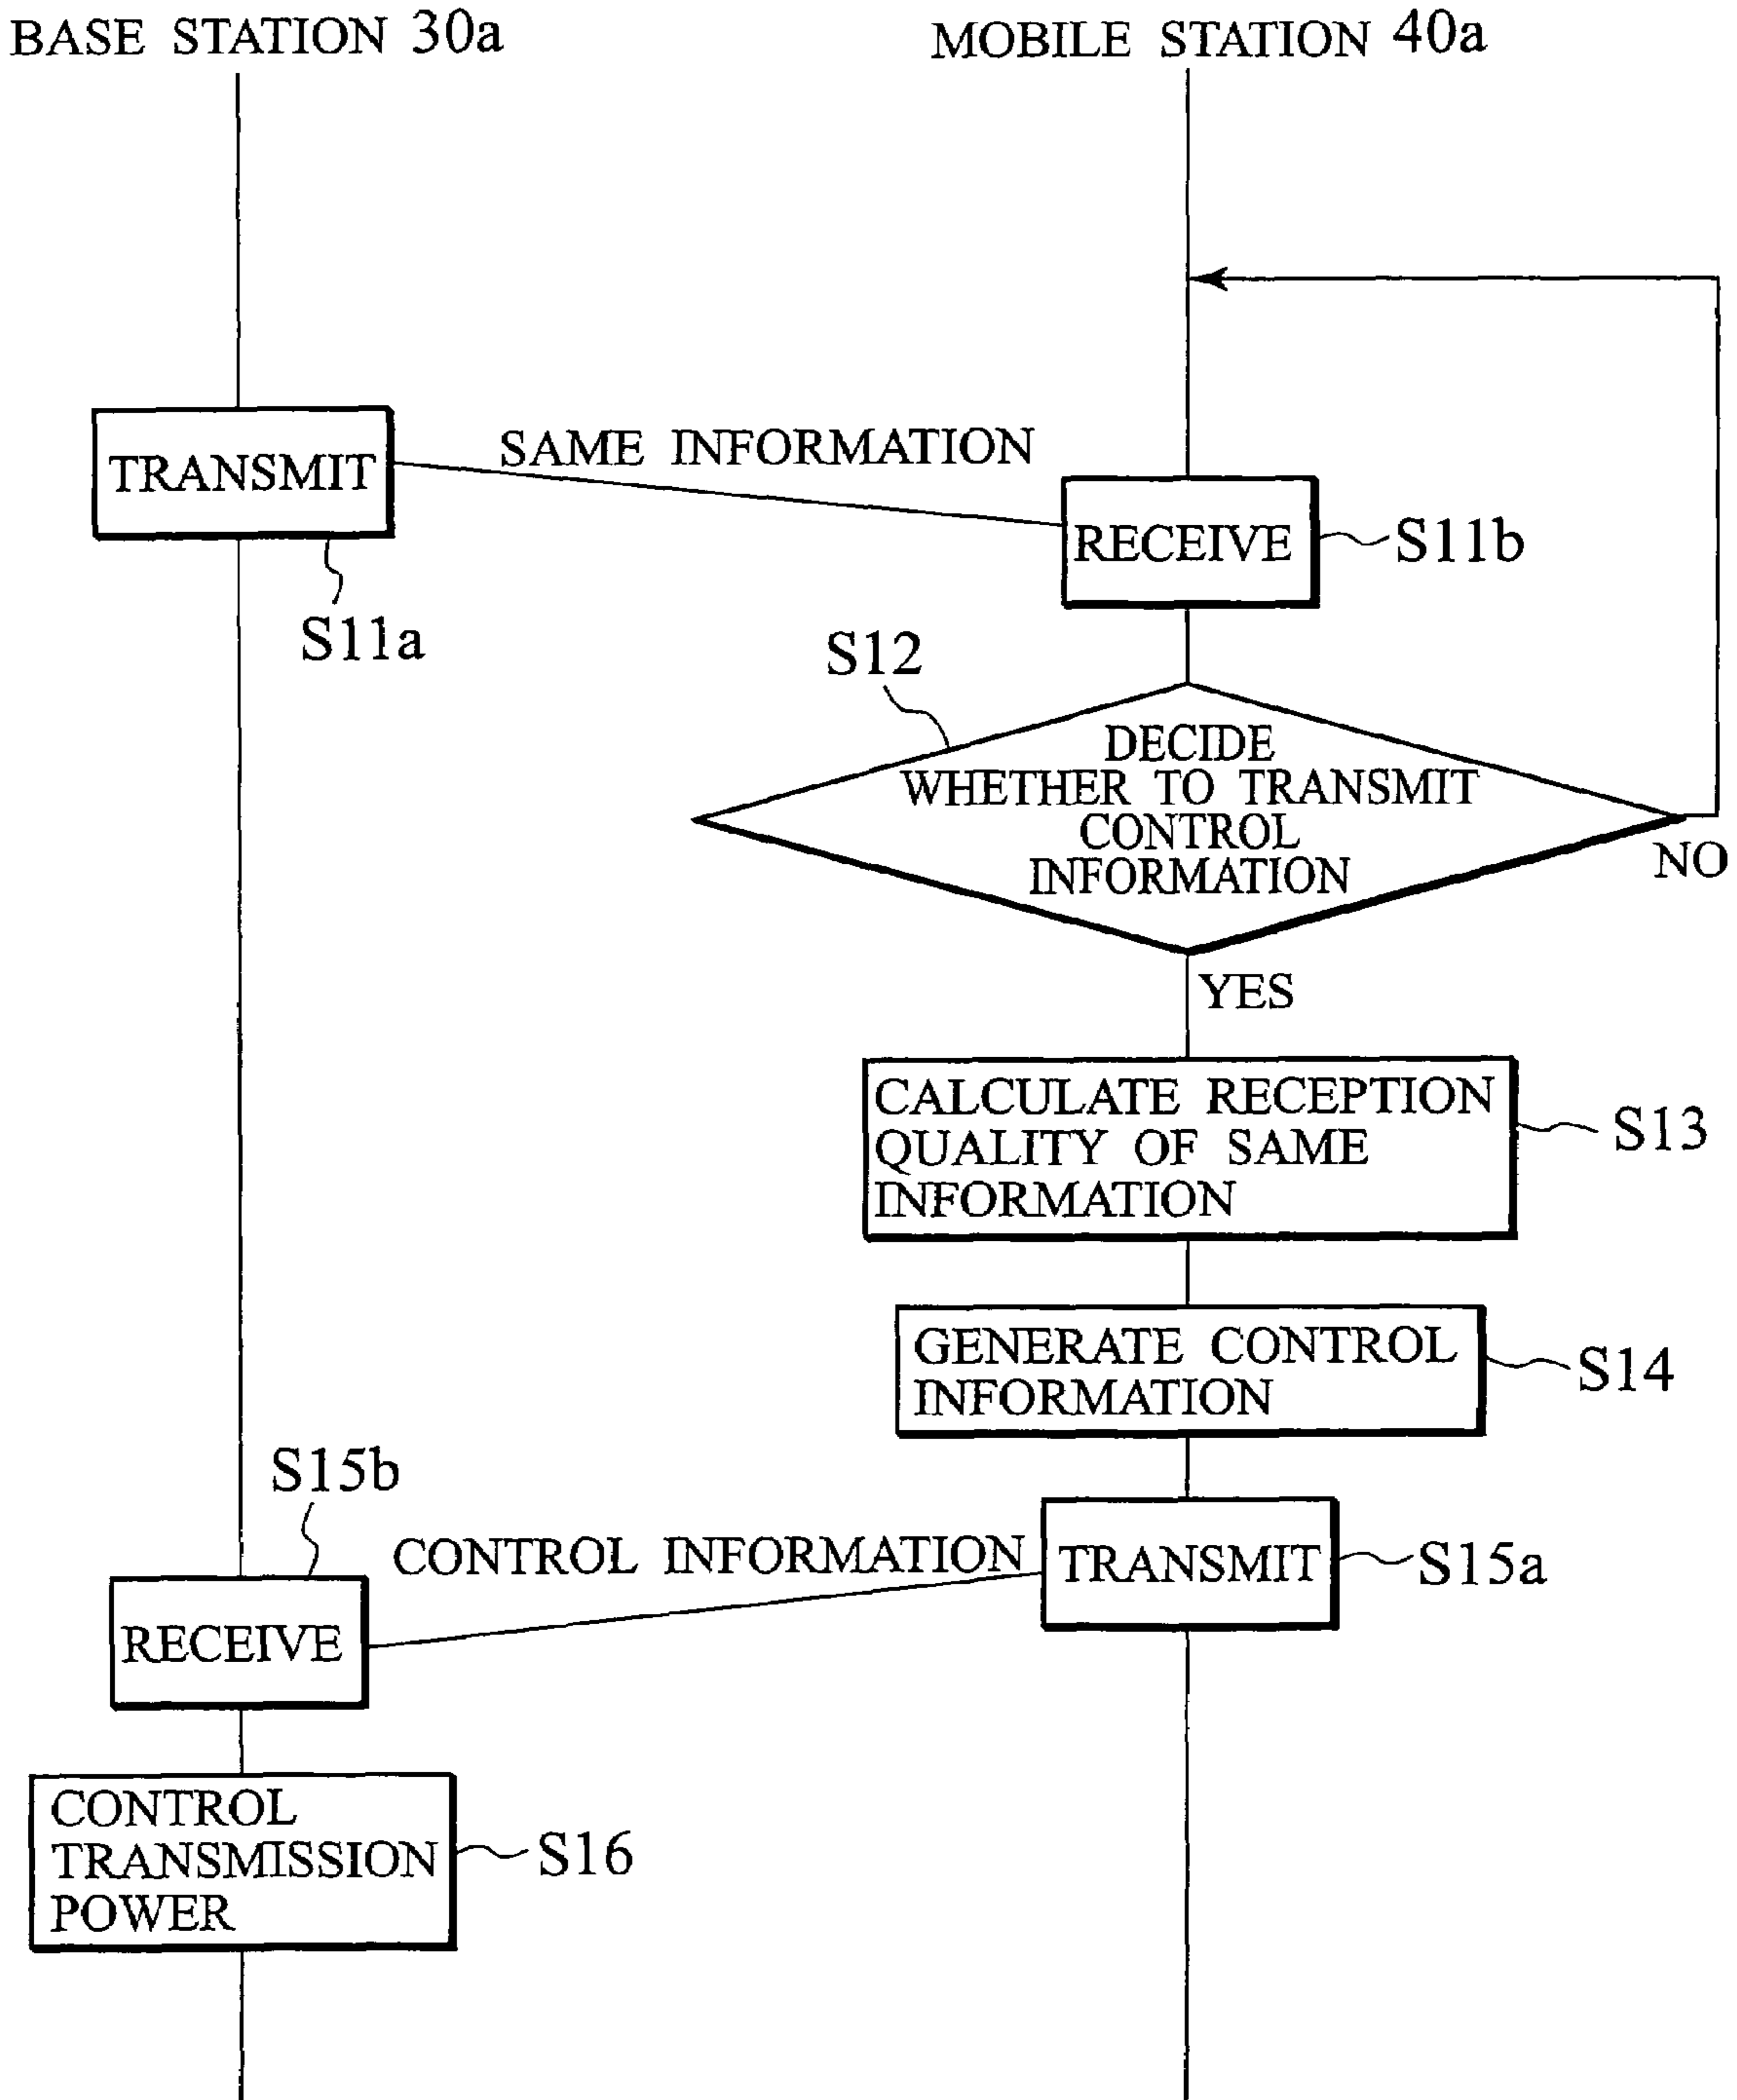 BASE STATION 30a
MOBILE STATION 40a
TRANSMIT
SAME INFORMATION
RECEIVE
S11b
S11a
S12
DECIDE
WHETHER TO TRANSMIT
CONTROL
INFORMATION
NO
YES
CALCULATE RECEPTION
QUALITY OF SAME
INFORMATION
S13
GENERATE CONTROL
INFORMATION
S14
S15b
CONTROL INFORMATION
TRANSMIT
S15a
RECEIVE
CONTROL
TRANSMISSION
POWER
S16